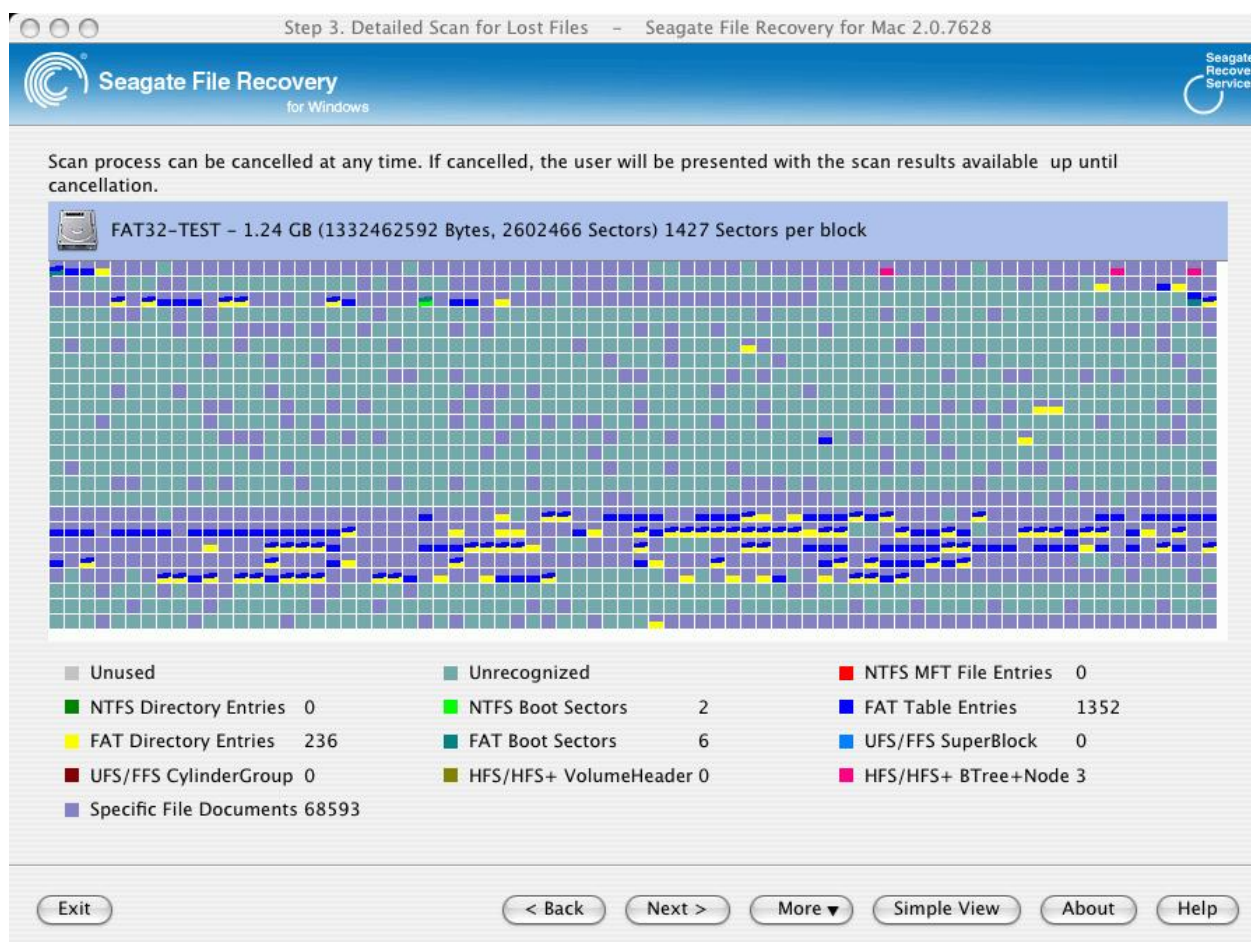 Step 3. Detailed Scan for Lost Files – Seagate File Recovery for Mac 2.0.7628
Seagate File Recovery
for Windows
Seagate
Recove
Service
Scan process can be cancelled at any time. If cancelled, the user will be presented with the scan results available up until
cancellation.
FAT32-TEST - 1.24 GB (1332462592 Bytes, 2602466 Sectors) 1427 Sectors per block
Unused Unrecognized NTFS MFT File Entries 0
NTFS Directory Entries 0 NTFS Boot Sectors 2 FAT Table Entries 1352
FAT Directory Entries 236 FAT Boot Sectors 6 UFS/FFS SuperBlock 0
UFS/FFS CylinderGroup 0 HFS/HFS+ VolumeHeader 0 HFS/HFS+ BTree+Node 3
Specific File Documents 68593
Exit < Back Next > More ▾ Simple View About Help